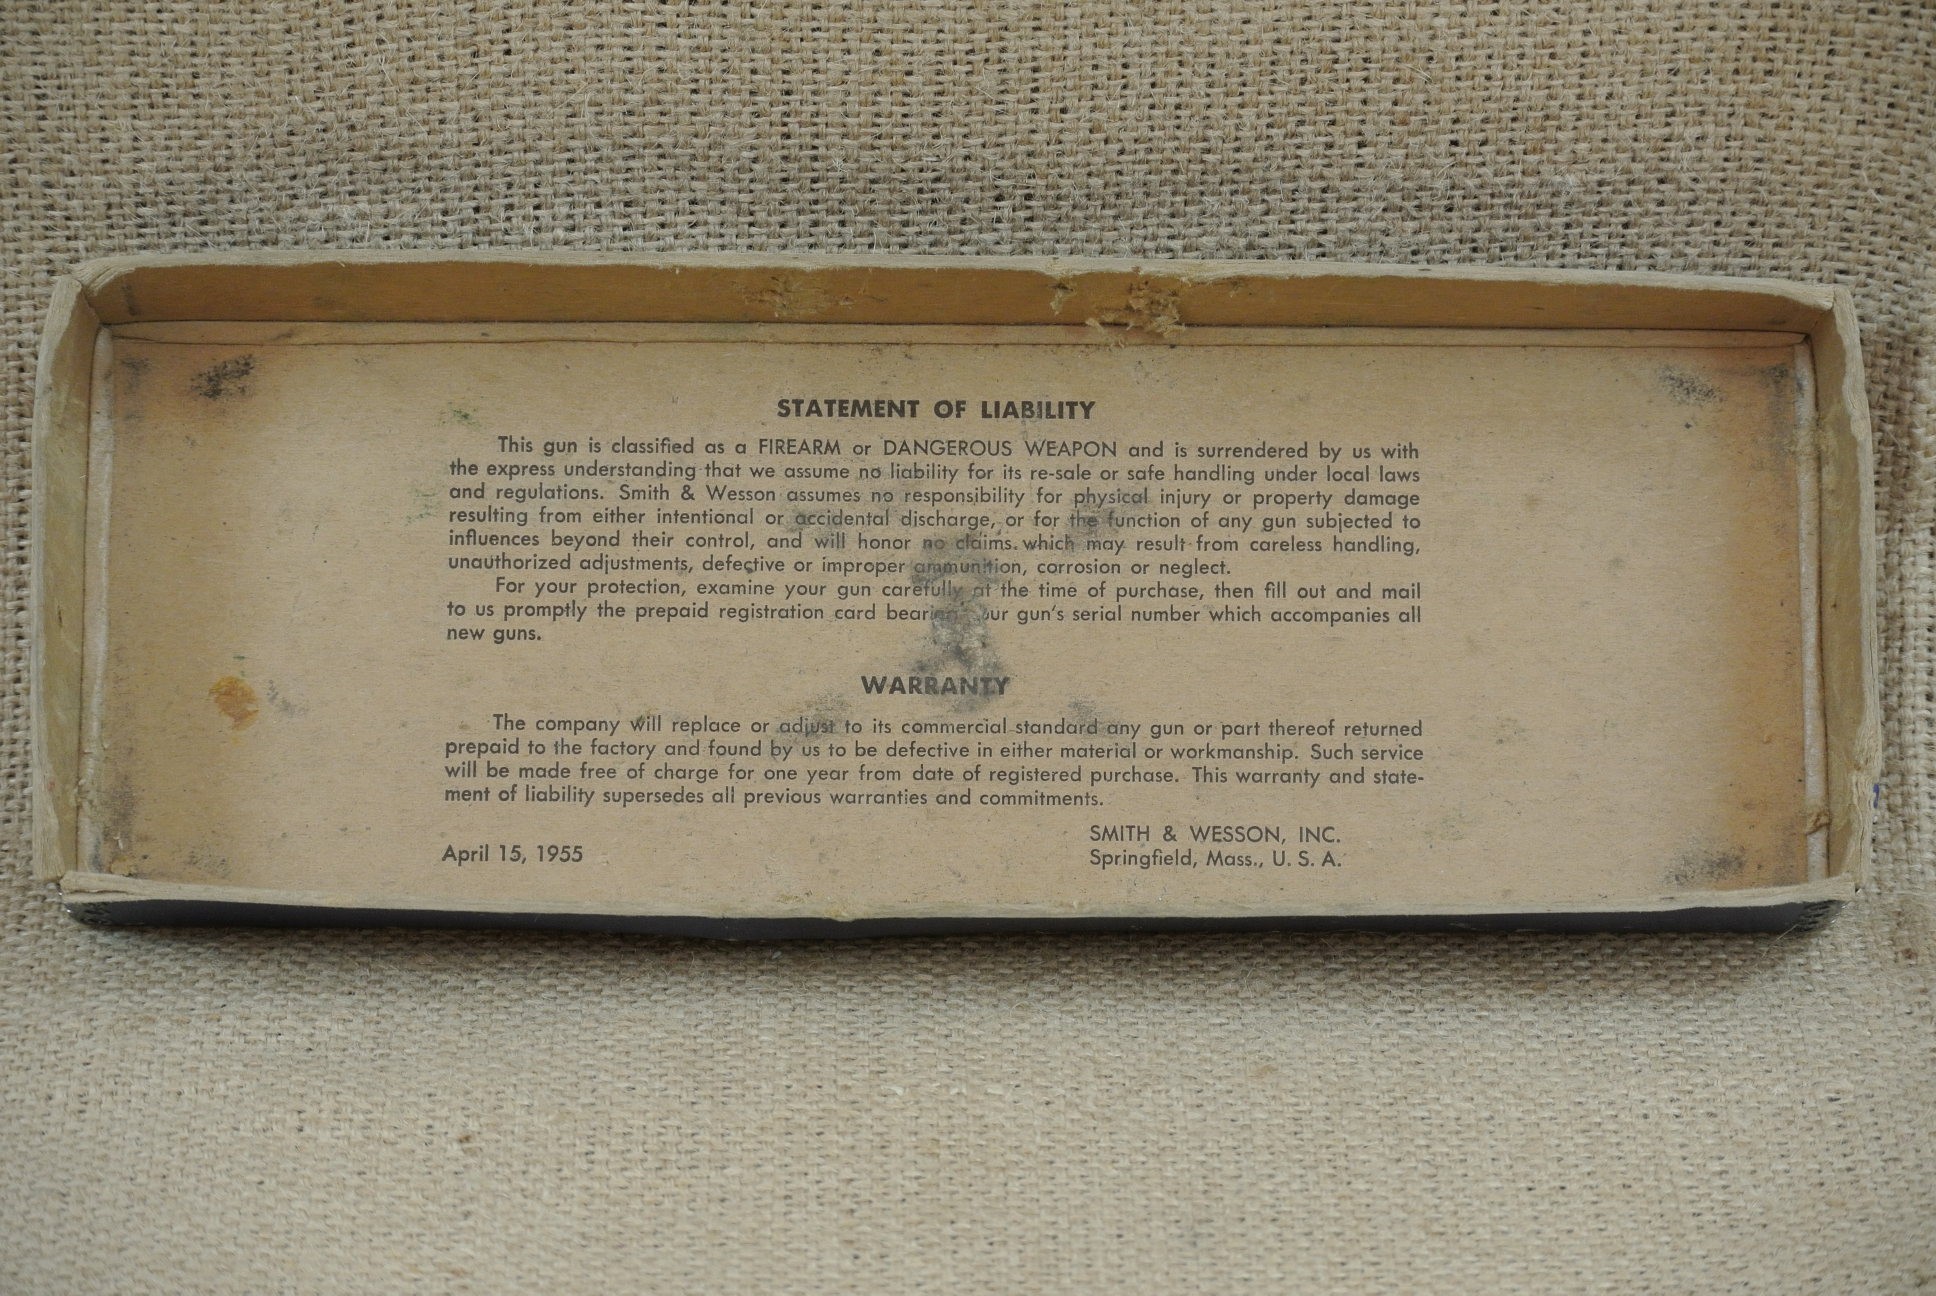 STATEMENT OF LIABILITY
This gun is classified as a FIREARM or DANGEROUS WEAPON and is surrendered by us with
the express understanding that we assume no liability for its re-sale or safe handling under local laws
and regulations. Smith & Wesson assumes no responsibility for physical injury or property damage
resulting from either intentional or accidental discharge, or for the function of any gun subjected to
influences beyond their control, and will honor no claims which may result from careless handling,
unauthorized adjustments, defective or improper ammunition, corrosion or neglect.
For your protection, examine your gun carefully at the time of purchase, then fill out and mail
to us promptly the prepaid registration card gun's serial number which accompanies all
new guns.
WARRANTY
The company will replace or adjust to its commercial standard any gun or part thereof returned
prepaid to the factory and found by us to be defective in either material or workmanship. Such service
will be made free of charge for one year from date of registered purchase. This warranty and state-
ment of liability supersedes all previous warranties and commitments.
SMITH & WESSON, INC.
April 15, 1955 Springfield, Mass., U. S. A.